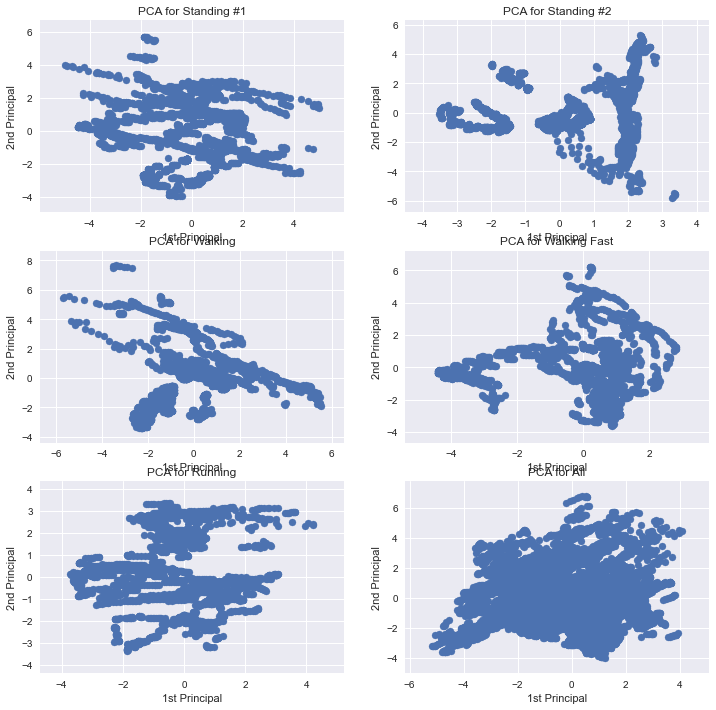 PCA for Standing #1
PCA for Standing #2
6
4
2
0
−2
−4
2nd Principal
−4 −2 0 2 4
1st Principal
6
4
2
0
−2
−4
−6
2nd Principal
−4 −3 −2 −1 0 1 2 3 4
1st Principal
PCA for Walking
PCA for Walking Fast
8
6
4
2
0
−2
−4
2nd Principal
−6 −4 −2 0 2 4 6
1st Principal
6
4
2
0
−2
−4
2nd Principal
−4 −2 0 2
1st Principal
PCA for Running
PCA for All
4
3
2
1
0
−1
−2
−3
−4
2nd Principal
−4 −2 0 2 4
1st Principal
6
4
2
0
−2
−4
2nd Principal
−6 −4 −2 0 2 4
1st Principal